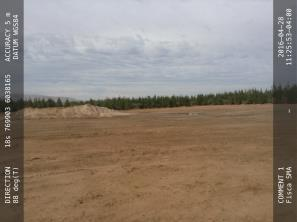 DIRECTION
88 deg(T)
18s 769903 6038165
ACCURACY 5 m
DATUM WGS84
COMMENT 1
Fisca SMA
2016-04-28
11:25:53-04:00
1